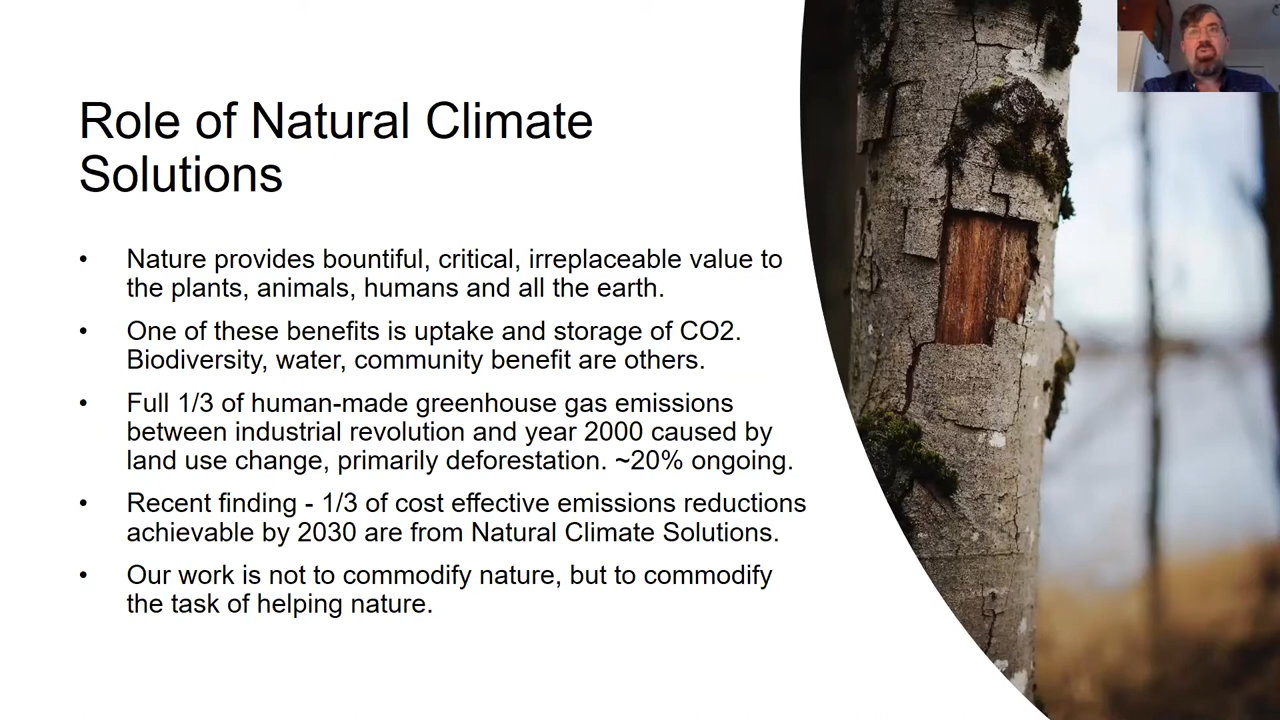 Role of Natural Climate
Solutions
• Nature provides bountiful, critical, irreplaceable value to
the plants, animals, humans and all the earth.
• One of these benefits is uptake and storage of CO2.
Biodiversity, water, community benefit are others.
• Full 1/3 of human-made greenhouse gas emissions
between industrial revolution and year 2000 caused by
land use change, primarily deforestation. ~20% ongoing.
• Recent finding - 1/3 of cost effective emissions reductions
achievable by 2030 are from Natural Climate Solutions.
• Our work is not to commodify nature, but to commodify
the task of helping nature.